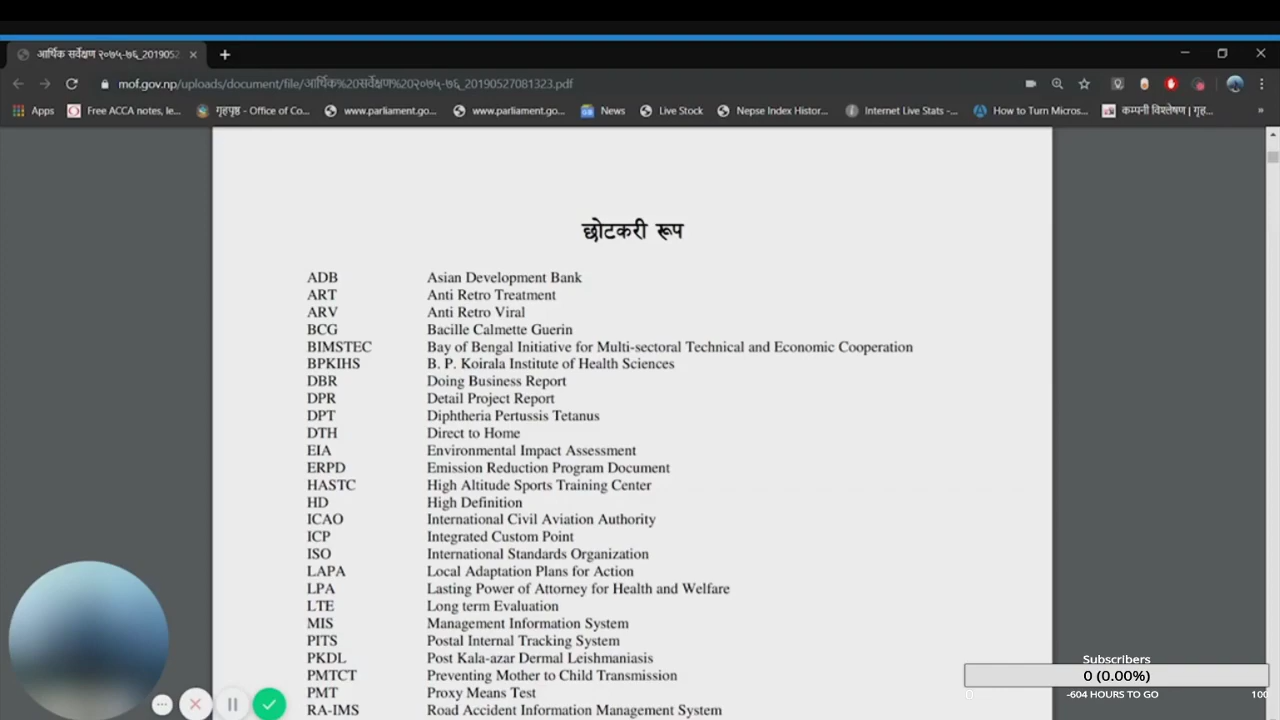 आर्थिक सर्वेक्षण २०७५-७६_2019052
mof.gov.np/uploads/document/file/आर्थिक%20सर्वेक्षण%20२०७५-७६_20190527081323.pdf
Apps Free ACCA notes, le... गृहपृष्ठ - Office of Co... www.parliament.go... www.parliament.go... News Live Stock Nepse Index Histor... Internet Live Stats -... How to Turn Micros... कम्पनी विश्लेषण | गृह... »
छोटकरी रूप
ADB Asian Development Bank
ART Anti Retro Treatment
ARV Anti Retro Viral
BCG Bacille Calmette Guerin
BIMSTEC Bay of Bengal Initiative for Multi-sectoral Technical and Economic Cooperation
BPKIHS B. P. Koirala Institute of Health Sciences
DBR Doing Business Report
DPR Detail Project Report
DPT Diphtheria Pertussis Tetanus
DTH Direct to Home
EIA Environmental Impact Assessment
ERPD Emission Reduction Program Document
HASTC High Altitude Sports Training Center
HD High Definition
ICAO International Civil Aviation Authority
ICP Integrated Custom Point
ISO International Standards Organization
LAPA Local Adaptation Plans for Action
LPA Lasting Power of Attorney for Health and Welfare
LTE Long term Evaluation
MIS Management Information System
PITS Postal Internal Tracking System
PKDL Post Kala-azar Dermal Leishmaniasis
PMTCT Preventing Mother to Child Transmission
PMT Proxy Means Test
RA-IMS Road Accident Information Management System
Subscribers
0 (0.00%)
0 -604 HOURS TO GO 100